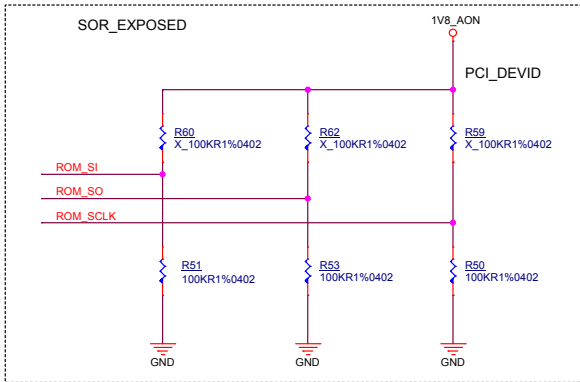 SOR_EXPOSED
1V8_AON
PCI_DEVID
R60
X_100KR1%0402
R62
X_100KR1%0402
R59
X_100KR1%0402
ROM_SI
ROM_SO
ROM_SCLK
R51
100KR1%0402
R53
100KR1%0402
R50
100KR1%0402
GND
GND
GND